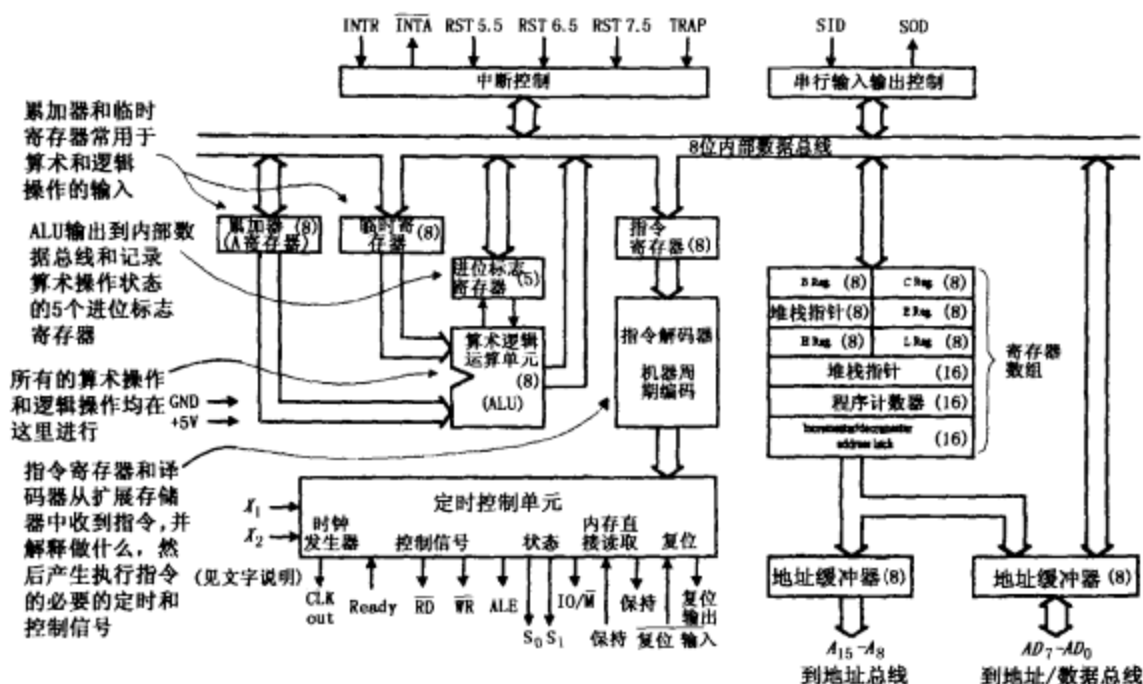 INTR INTA RST 5.5 RST 6.5 RST 7.5 TRAP
中断控制
SID SOD
串行输入输出控制
8位内部数据总线
累加器和临时
寄存器常用于
算术和逻辑
操作的输入
ALU输出到内部数
据总线和记录
算术操作状态
的5个进位标志
寄存器
所有的算术操作
和逻辑操作均在
这里进行
GND
+5V
指令寄存器和译
码器从扩展存储
器中收到指令,并
解释做什么,然
后产生执行指令
的必要的定时和
控制信号
累加器 (8)
(A寄存器)
临时寄
存器 (8)
进位标志
寄存器 (5)
算术逻辑
运算单元
(8)
(ALU)
指令
寄存器 (8)
指令解码器
机器周
期编码
B Reg. (8) C Reg. (8)
堆栈指针 (8) E Reg. (8)
H Reg. (8) L Reg. (8)
堆栈指针 (16)
程序计数器 (16)
Incrementer/decrementer
address latch (16)
寄存器
数组
定时控制单元
X1
X2
时钟
发生器
控制信号
状态
内存直
接读取
复位
(见文字说明)
CLK
out
Ready
RD
WR
ALE
S0 S1
IO/M
保持
保持
复位 输入
复位
输出
地址缓冲器(8)
地址缓冲器(8)
A15-A8
到地址总线
AD7-AD0
到地址/数据总线